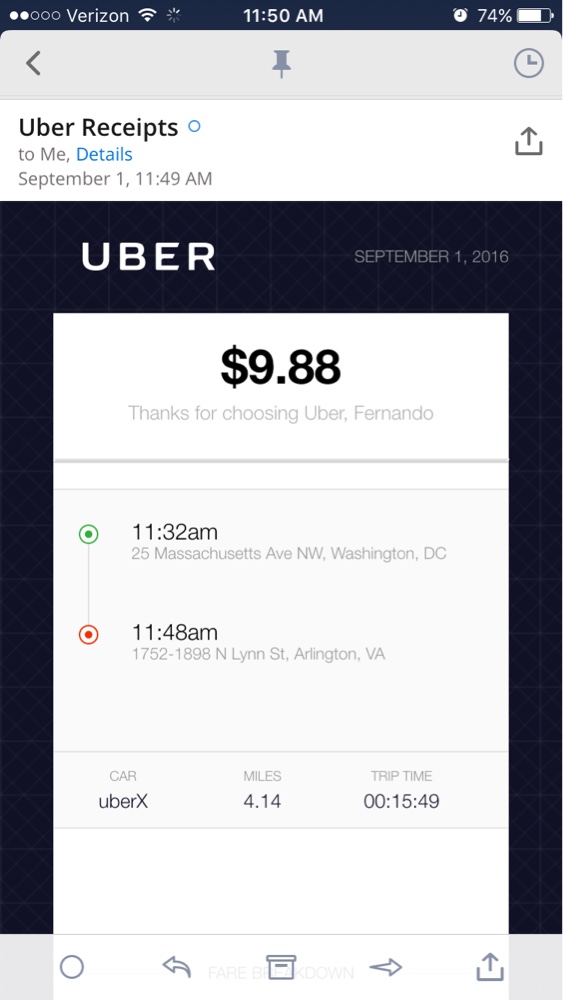 Verizon 11:50 AM 74%
Uber Receipts
to Me, Details
September 1, 11:49 AM
UBER SEPTEMBER 1, 2016
$9.88
Thanks for choosing Uber, Fernando
11:32am
25 Massachusetts Ave NW, Washington, DC
11:48am
1752-1898 N Lynn St, Arlington, VA
CAR MILES TRIP TIME
uberX 4.14 00:15:49
FARE BREAKDOWN